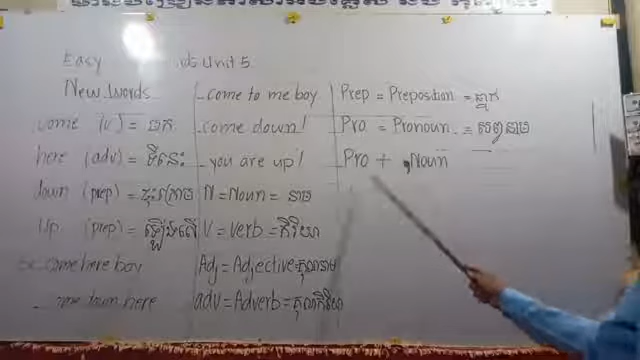 Easy
Unit 5
New Words
come (v) = មក
here (adv) = ទីនេះ
down (prep) = ចុះក្រោម
Up (prep) = ឡើងលើ
come here boy
me down here
come to me boy
come down!
you are up!
N = Noun = នាម
V = verb = កិរិយា
Adj = Adjective = គុណនាម
adv = Adverb = គុណកិរិយា
Prep = Preposition = ធ្នាក់
Pro = Pronoun = សព្វនាម
Pro + Noun